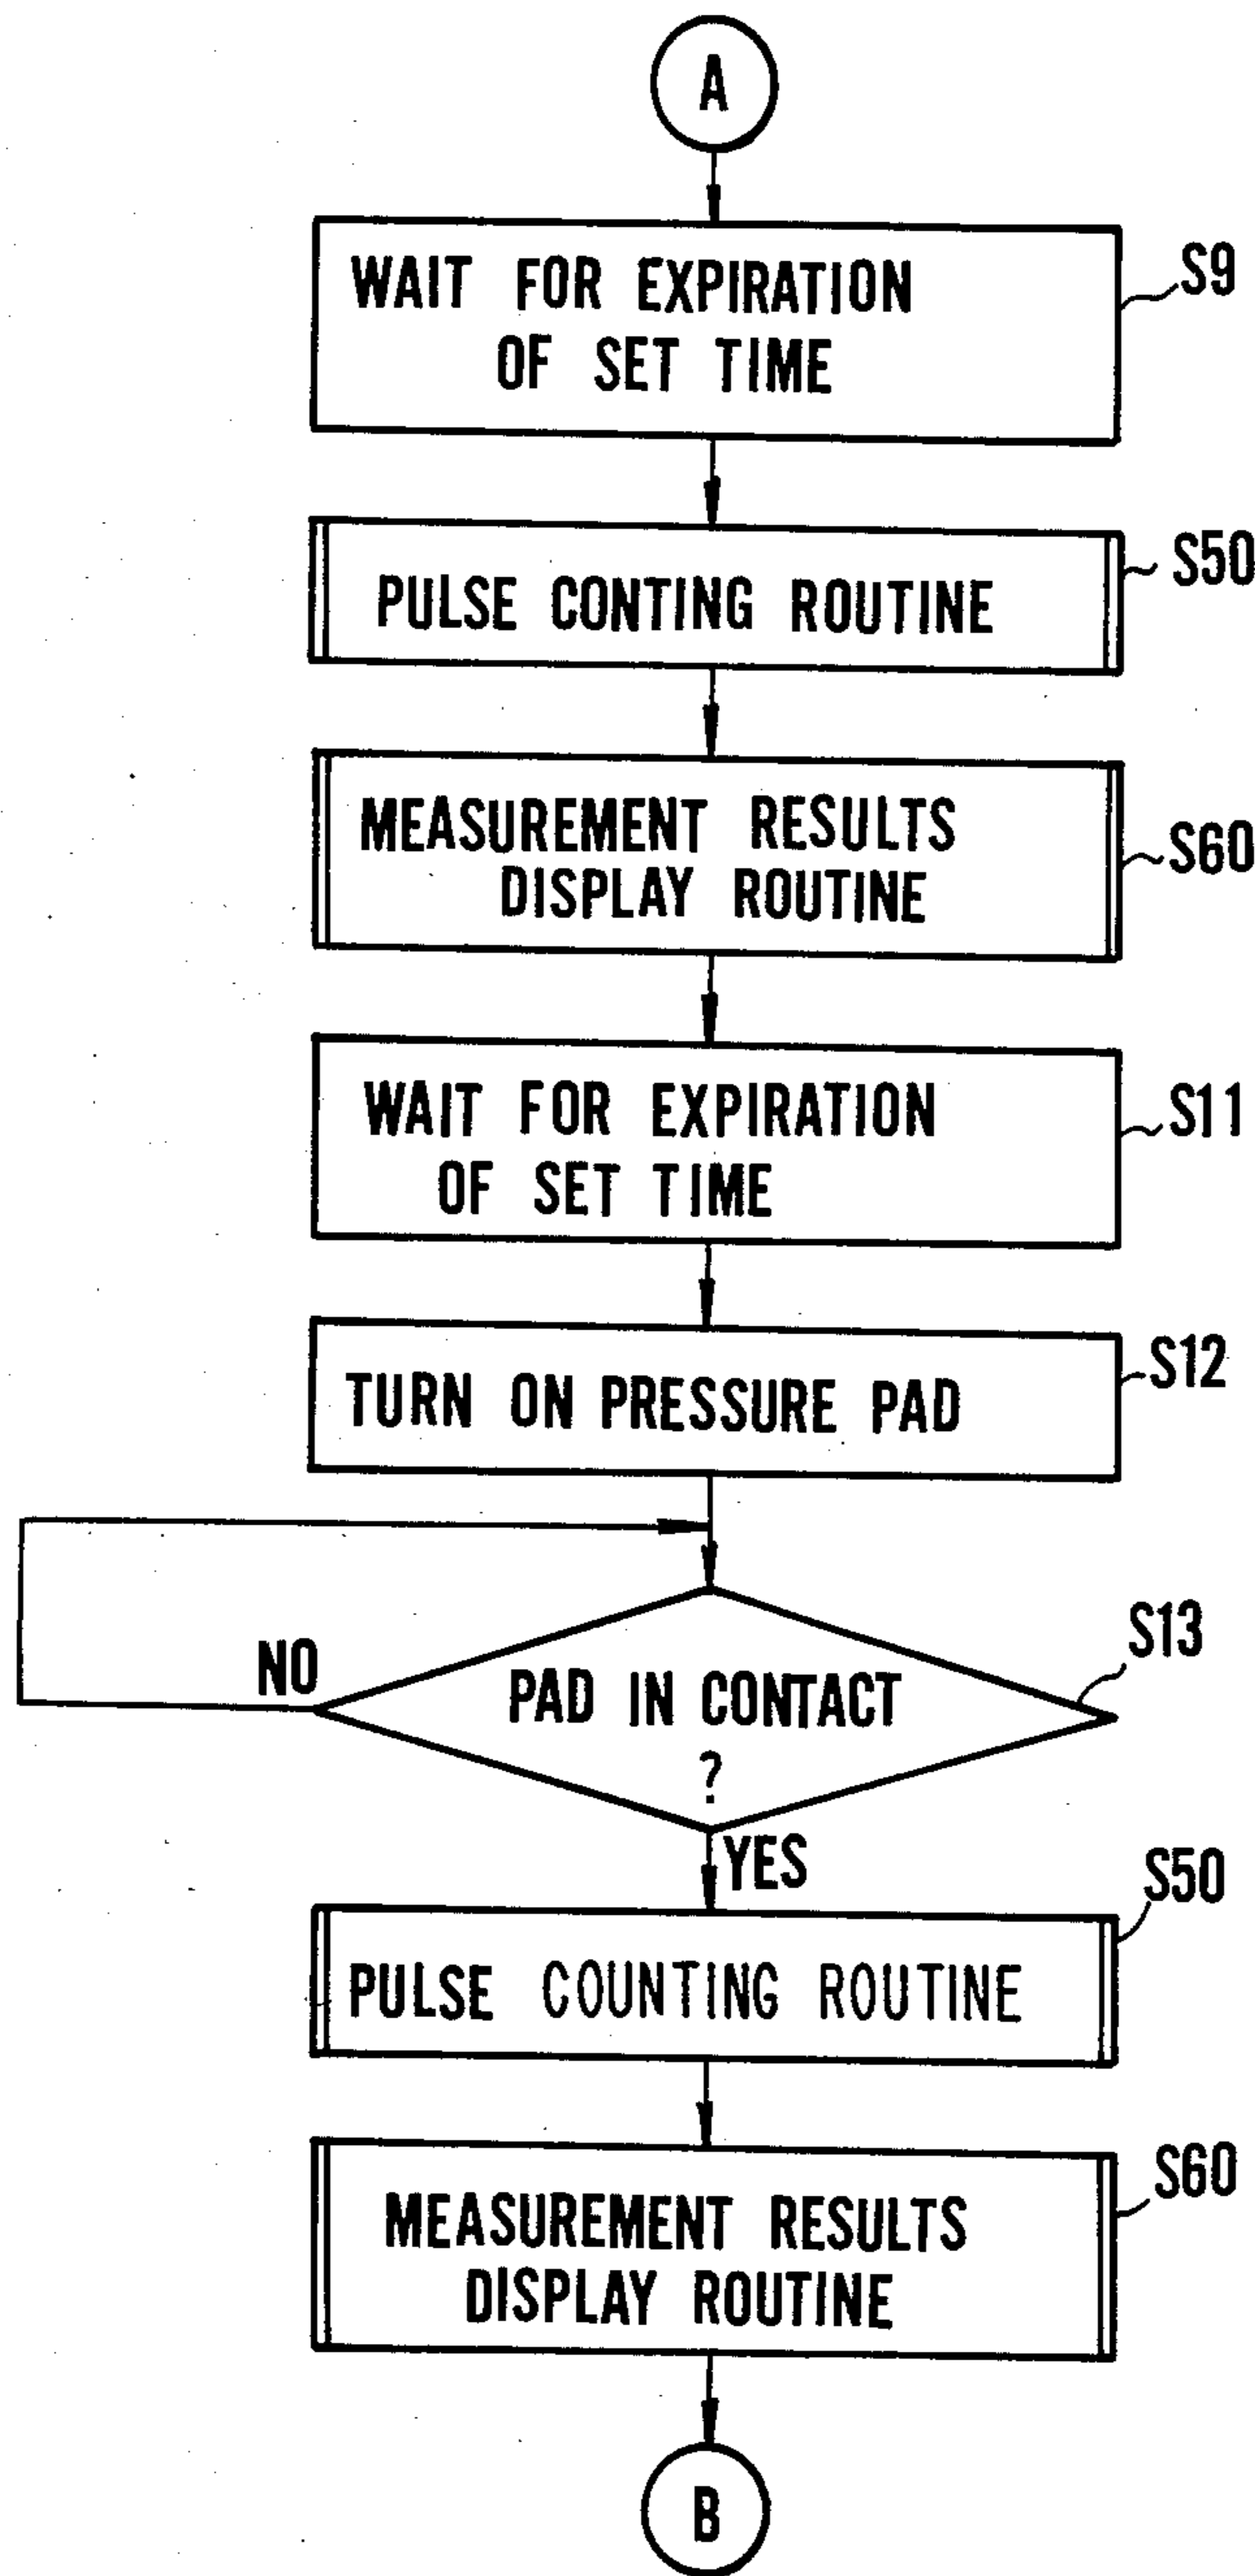 A
WAIT FOR EXPIRATION
OF SET TIME
S9
PULSE CONTING ROUTINE
S50
MEASUREMENT RESULTS
DISPLAY ROUTINE
S60
WAIT FOR EXPIRATION
OF SET TIME
S11
TURN ON PRESSURE PAD
S12
PAD IN CONTACT
?
S13
NO
YES
PULSE COUNTING ROUTINE
S50
MEASUREMENT RESULTS
DISPLAY ROUTINE
S60
B